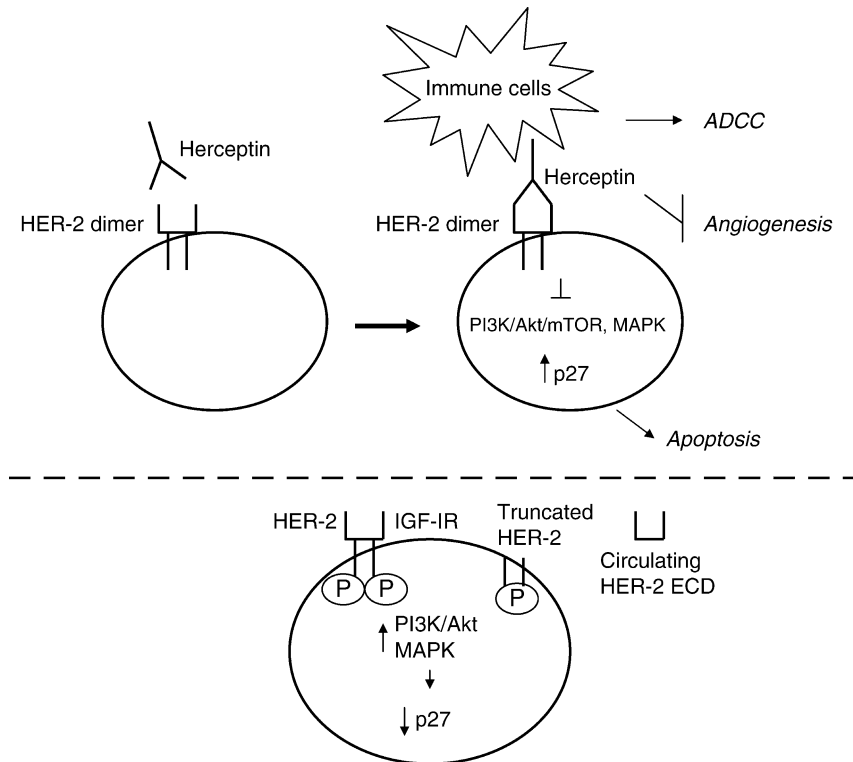 Immune cells
ADCC
Herceptin
Herceptin
HER-2 dimer
HER-2 dimer
Angiogenesis
PI3K/Akt/mTOR, MAPK
p27
Apoptosis
HER-2
IGF-IR
Truncated
HER-2
Circulating
HER-2 ECD
P
P
P
PI3K/Akt
MAPK
p27